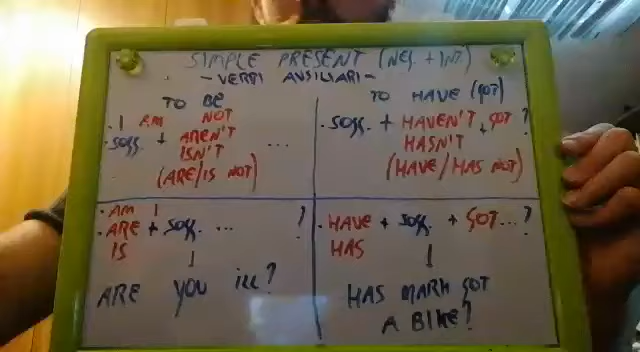 SIMPLE PRESENT (NEG. + INT.)
- VERBI AUSILIARI -
TO BE
. I AM NOT
. SOGG. + AREN'T
ISN'T
(ARE/IS NOT)
...
TO HAVE (GOT)
. SOGG. + HAVEN'T + GOT ?
HASN'T
(HAVE/HAS NOT)
. AM I
. ARE + SOGG. ... ?
IS
ARE YOU ILL?
. HAVE + SOGG. + GOT...?
HAS
HAS MARK GOT
A BIKE?